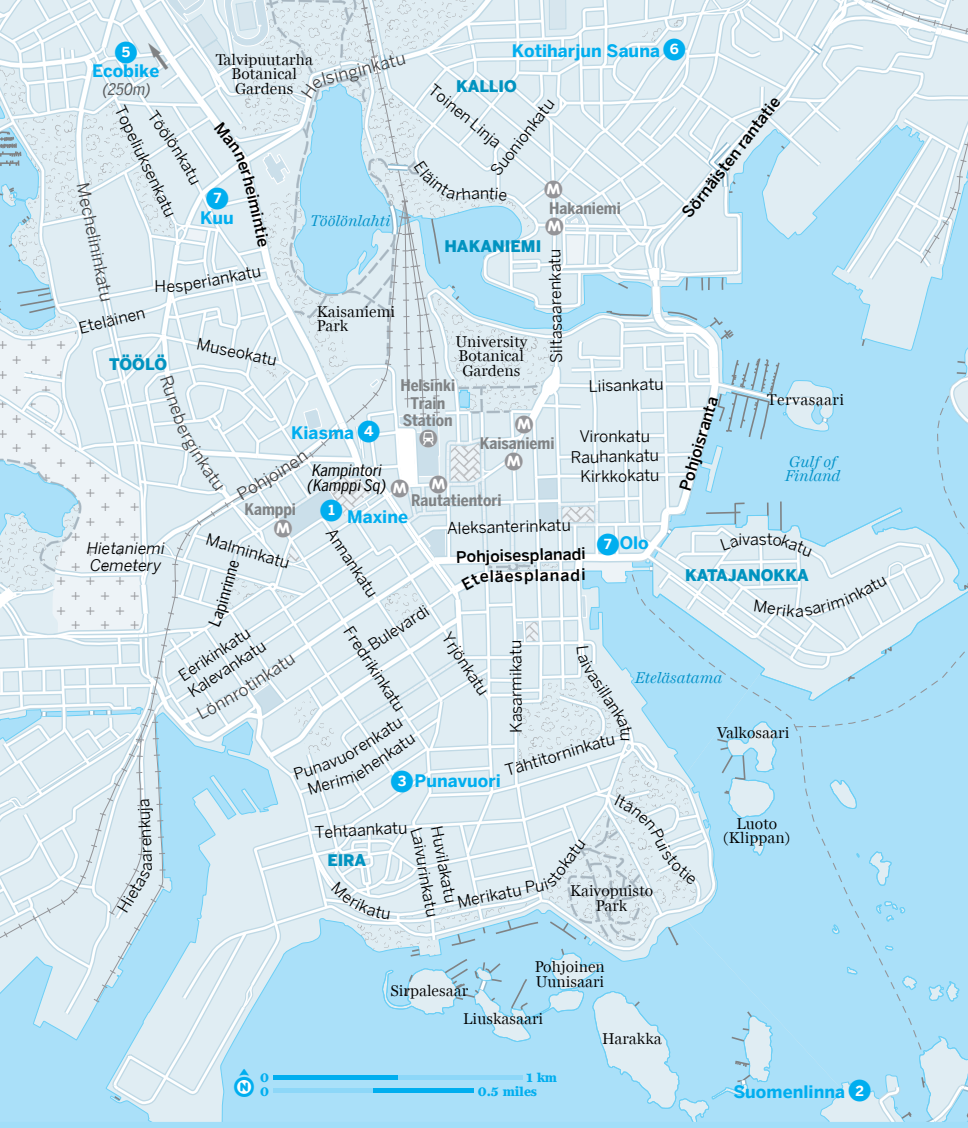 5
Ecobike
(250m)
Talvipuutarha
Botanical
Gardens
Helsinginkatu
Kotiharjun Sauna 6
KALLIO
Toinen Linja
Suonionkatu
Eläintarhantie
Sörnäisten rantatie
Töölönkatu
Topeliuksenkatu
Mannerheimintie
Mechelininkatu
7
Kuu
Töölönlahti
M
Hakaniemi
M
HAKANIEMI
Hesperiankatu
Eteläinen
Kaisaniemi
Park
Siltasaarenkatu
University
Botanical
Gardens
Museokatu
TÖÖLÖ
Runeberginkatu
Helsinki
Train
Station
Liisankatu
Tervasaari
Kiasma 4
M
Kaisaniemi
M
Vironkatu
Rauhankatu
Kirkkokatu
Pohjoisranta
Gulf of
Finland
Pohjoinen
Kampintori
(Kamppi Sq)
M
M
Rautatientori
Kamppi
M
1 Maxine
Aleksanterinkatu
7 Olo
Laivastokatu
Hietaniemi
Cemetery
Malminkatu
Annankatu
Pohjoisesplanadi
Eteläesplanadi
KATAJANOKKA
Merikasariminkatu
Lapinrinne
Eerikinkatu
Kalevankatu
Lönnrotinkatu
Fredrikinkatu
Bulevardi
Yrjönkatu
Kasarmikatu
Laivasillankatu
Eteläsatama
Valkosaari
Punavuorenkatu
Merimiehenkatu
Tähtitorninkatu
3 Punavuori
Itänen Puistotie
Luoto
(Klippan)
Hietasaarenkuja
Tehtaankatu
Laivurinkatu
Huvilakatu
EIRA
Merikatu
Merikatu Puistokatu
Kaivopuisto
Park
Sirpalesaar
Pohjoinen
Uunisaari
Liuskasaari
Harakka
N
0 1 km
0 0.5 miles
Suomenlinna 2